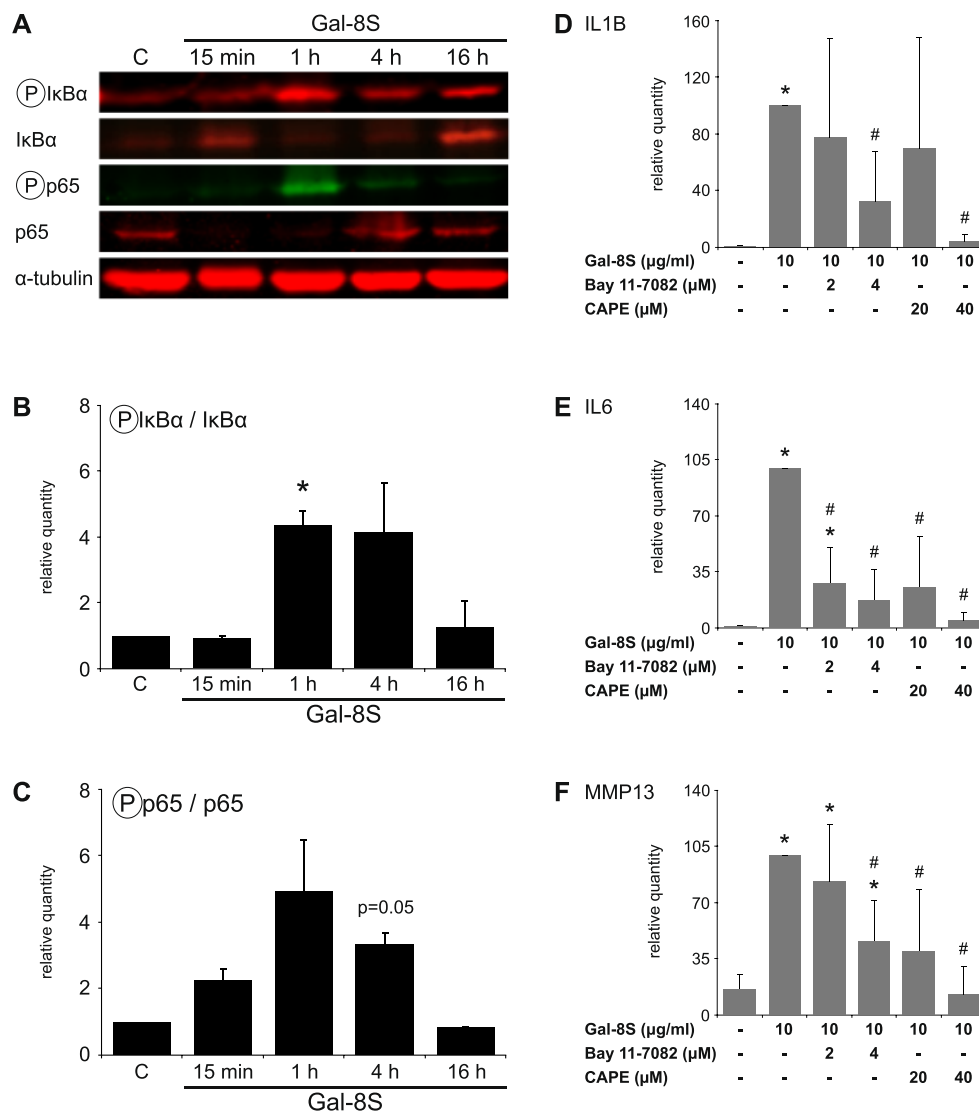 A
Gal-8S
C 15 min 1 h 4 h 16 h
P IκBα
IκBα
P p65
p65
α-tubulin
B
P IκBα / IκBα
relative quantity
8
6
4
2
0
*
C 15 min 1 h 4 h 16 h
Gal-8S
C
P p65 / p65
relative quantity
8
6
4
2
0
p=0.05
C 15 min 1 h 4 h 16 h
Gal-8S
D IL1B
relative quantity
160
120
80
40
0
* # #
Gal-8S (µg/ml) - 10 10 10 10 10
Bay 11-7082 (µM) - - 2 4 - -
CAPE (µM) - - - - 20 40
E IL6
relative quantity
140
105
70
35
0
* # * # # #
Gal-8S (µg/ml) - 10 10 10 10 10
Bay 11-7082 (µM) - - 2 4 - -
CAPE (µM) - - - - 20 40
F MMP13
relative quantity
140
105
70
35
0
* * # * # #
Gal-8S (µg/ml) - 10 10 10 10 10
Bay 11-7082 (µM) - - 2 4 - -
CAPE (µM) - - - - 20 40